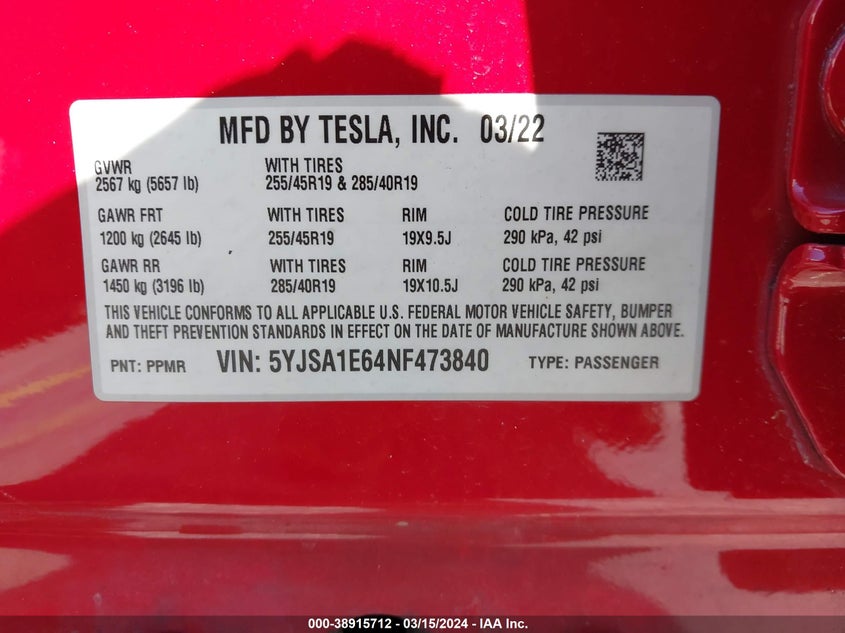 MFD BY TESLA, INC. 03/22
GVWR WITH TIRES
2567 kg (5657 lb) 255/45R19 & 285/40R19
GAWR FRT WITH TIRES RIM COLD TIRE PRESSURE
1200 kg (2645 lb) 255/45R19 19X9.5J 290 kPa, 42 psi
GAWR RR WITH TIRES RIM COLD TIRE PRESSURE
1450 kg (3196 lb) 285/40R19 19X10.5J 290 kPa, 42 psi
THIS VEHICLE CONFORMS TO ALL APPLICABLE U.S. FEDERAL MOTOR VEHICLE SAFETY, BUMPER
AND THEFT PREVENTION STANDARDS IN EFFECT ON THE DATE OF MANUFACTURE SHOWN ABOVE.
PNT: PPMR VIN: 5YJSA1E64NF473840 TYPE: PASSENGER
000-38915712 — 03/15/2024 — IAA Inc.